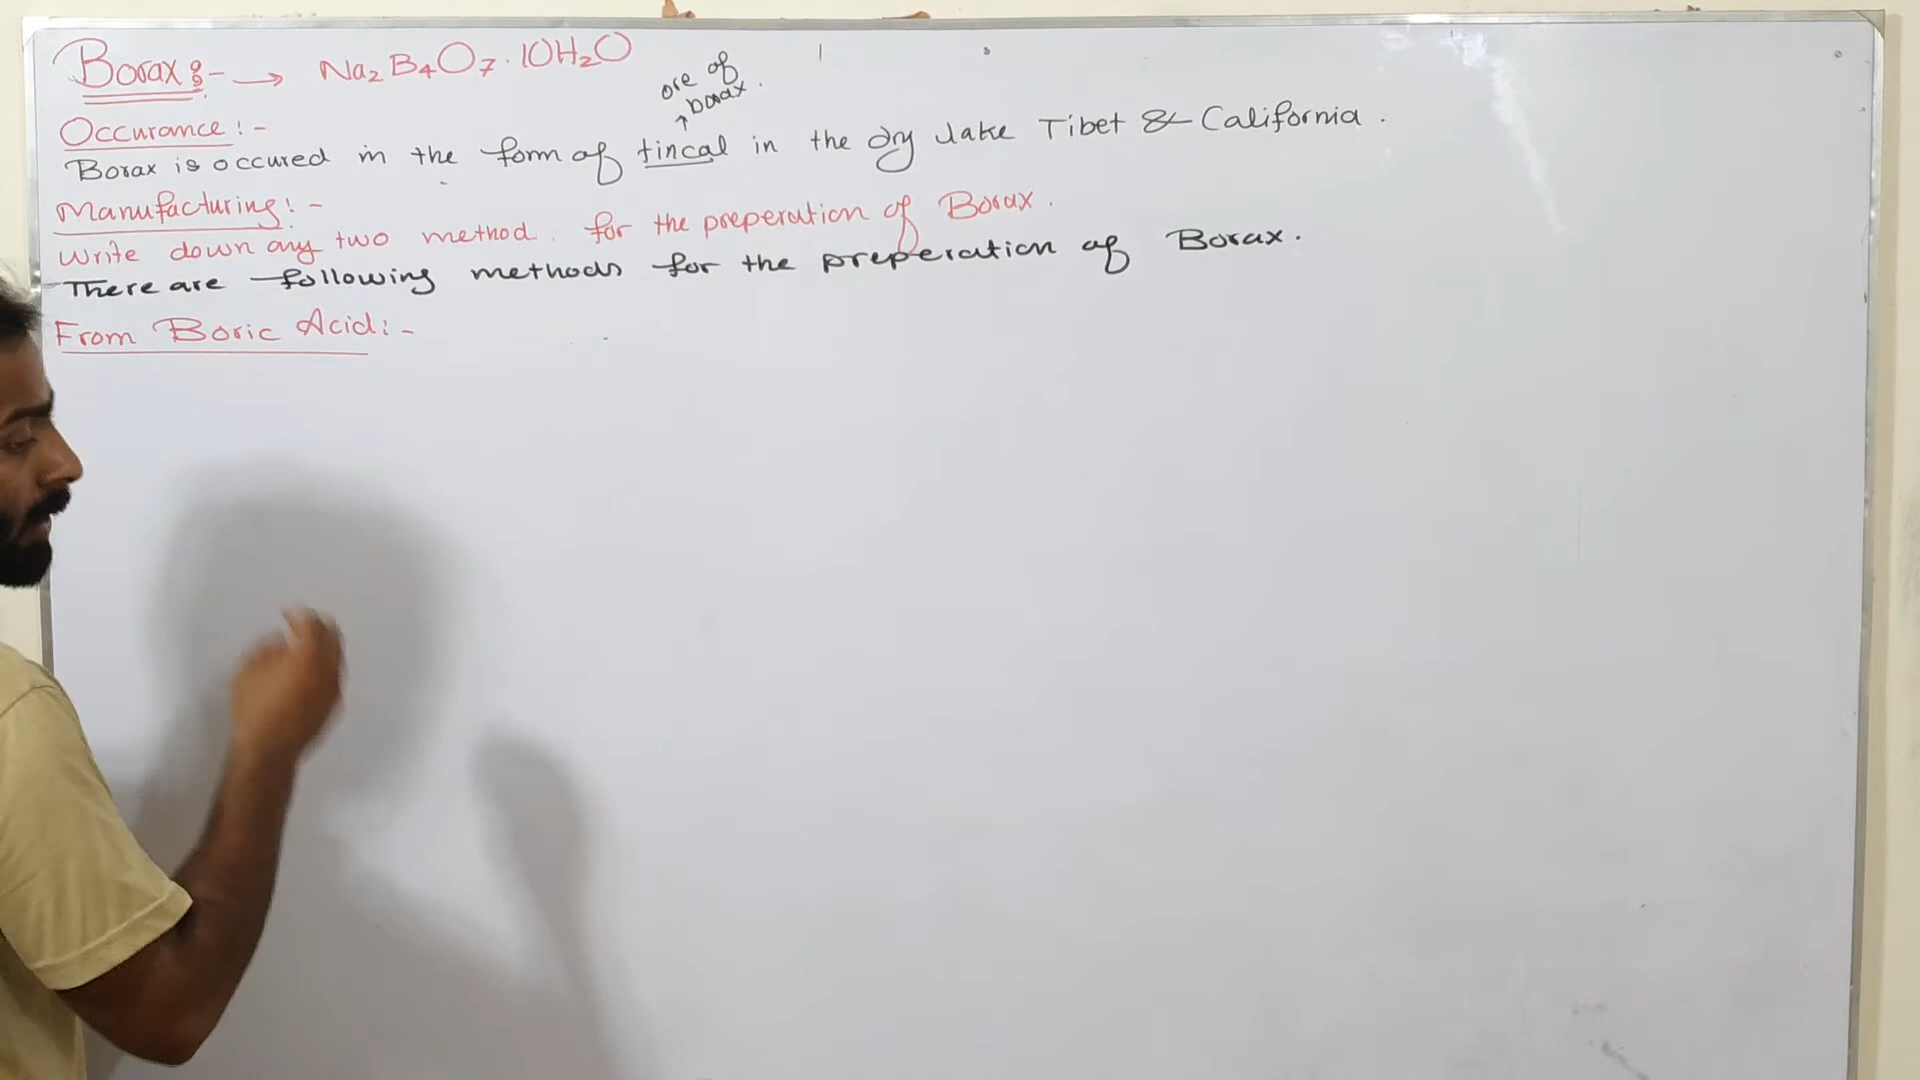 Borax :- → Na2B4O7.10H2O
ore of
borax.
Occurance :-
Borax is occured in the form of tincal in the dry lake Tibet & California.
Manufacturing :-
Write down any two method. for the preperation of Borax.
There are following methods for the preperation of Borax.
From Boric Acid :-